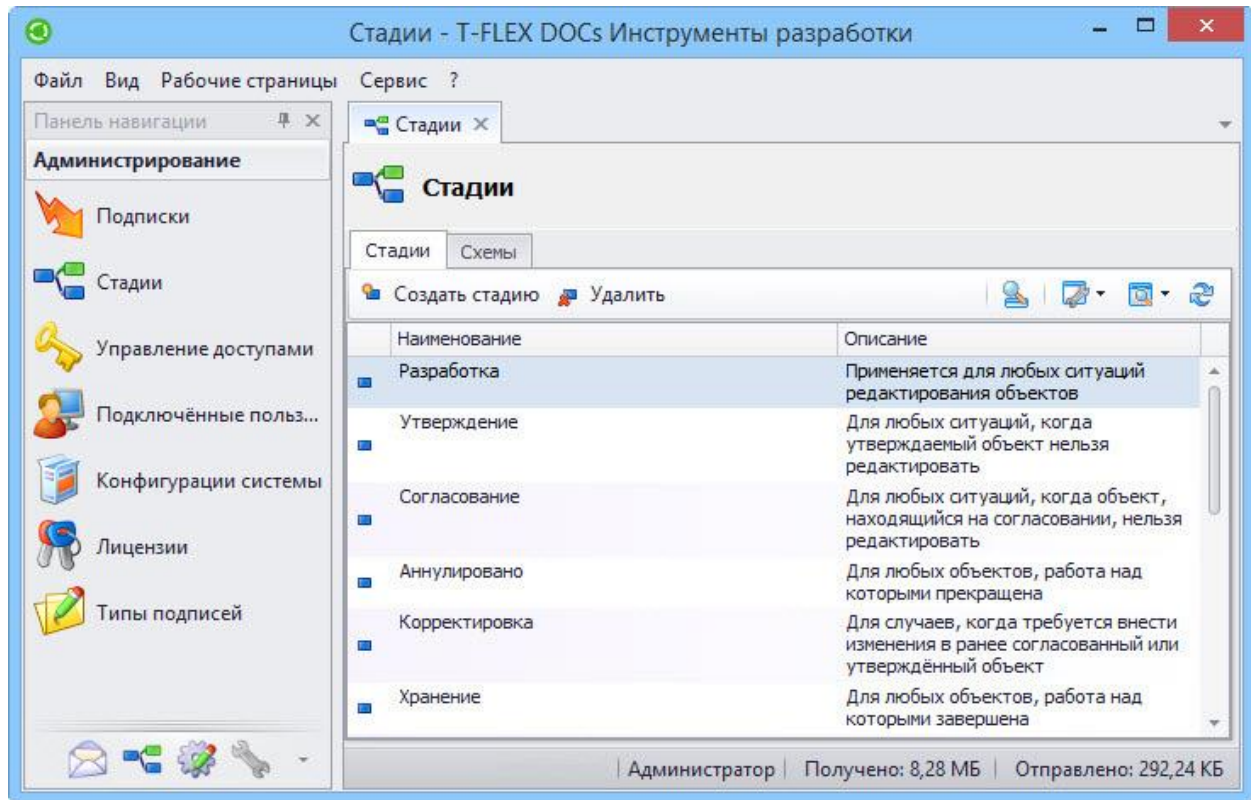 Стадии - T-FLEX DOCs Инструменты разработки
Файл Вид Рабочие страницы Сервис ?
Панель навигации
Администрирование
Подписки
Стадии
Управление доступами
Подключённые польз...
Конфигурации системы
Лицензии
Типы подписей
Стадии
Стадии
Стадии Схемы
Создать стадию Удалить
Наименование Описание
Разработка Применяется для любых ситуаций
редактирования объектов
Утверждение Для любых ситуаций, когда
утверждаемый объект нельзя
редактировать
Согласование Для любых ситуаций, когда объект,
находящийся на согласовании, нельзя
редактировать
Аннулировано Для любых объектов, работа над
которыми прекращена
Корректировка Для случаев, когда требуется внести
изменения в ранее согласованный или
утверждённый объект
Хранение Для любых объектов, работа над
которыми завершена
Администратор Получено: 8,28 МБ Отправлено: 292,24 КБ